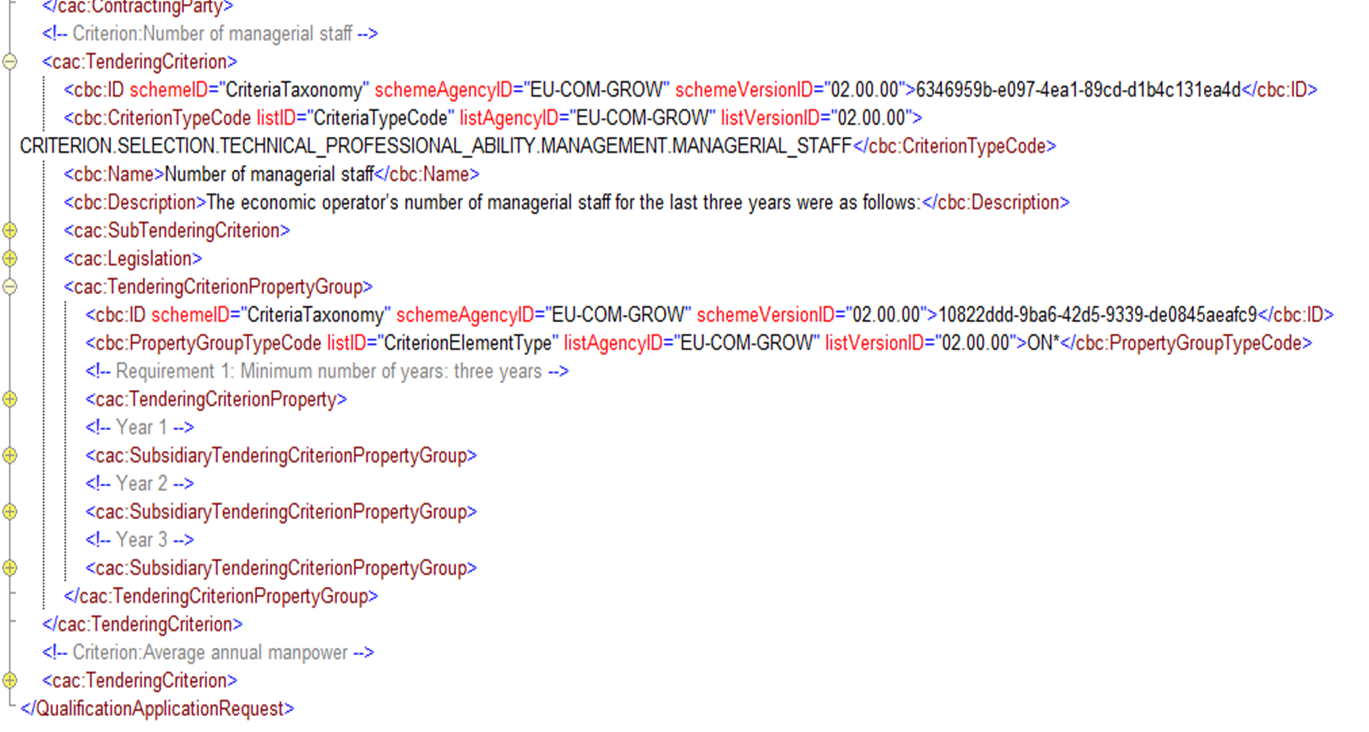 </cac:ContractingParty>
<!-- Criterion:Number of managerial staff -->
<cac:TenderingCriterion>
<cbc:ID schemeID="CriteriaTaxonomy" schemeAgencyID="EU-COM-GROW" schemeVersionID="02.00.00">6346959b-e097-4ea1-89cd-d1b4c131ea4d</cbc:ID>
<cbc:CriterionTypeCode listID="CriteriaTypeCode" listAgencyID="EU-COM-GROW" listVersionID="02.00.00">
CRITERION.SELECTION.TECHNICAL_PROFESSIONAL_ABILITY.MANAGEMENT.MANAGERIAL_STAFF</cbc:CriterionTypeCode>
<cbc:Name>Number of managerial staff</cbc:Name>
<cbc:Description>The economic operator's number of managerial staff for the last three years were as follows:</cbc:Description>
<cac:SubTenderingCriterion>
<cac:Legislation>
<cac:TenderingCriterionPropertyGroup>
<cbc:ID schemeID="CriteriaTaxonomy" schemeAgencyID="EU-COM-GROW" schemeVersionID="02.00.00">10822ddd-9ba6-42d5-9339-de0845aeafc9</cbc:ID>
<cbc:PropertyGroupTypeCode listID="CriterionElementType" listAgencyID="EU-COM-GROW" listVersionID="02.00.00">ON*</cbc:PropertyGroupTypeCode>
<!-- Requirement 1: Minimum number of years: three years -->
<cac:TenderingCriterionProperty>
<!-- Year 1 -->
<cac:SubsidiaryTenderingCriterionPropertyGroup>
<!-- Year 2 -->
<cac:SubsidiaryTenderingCriterionPropertyGroup>
<!-- Year 3 -->
<cac:SubsidiaryTenderingCriterionPropertyGroup>
</cac:TenderingCriterionPropertyGroup>
</cac:TenderingCriterion>
<!-- Criterion:Average annual manpower -->
<cac:TenderingCriterion>
</QualificationApplicationRequest>